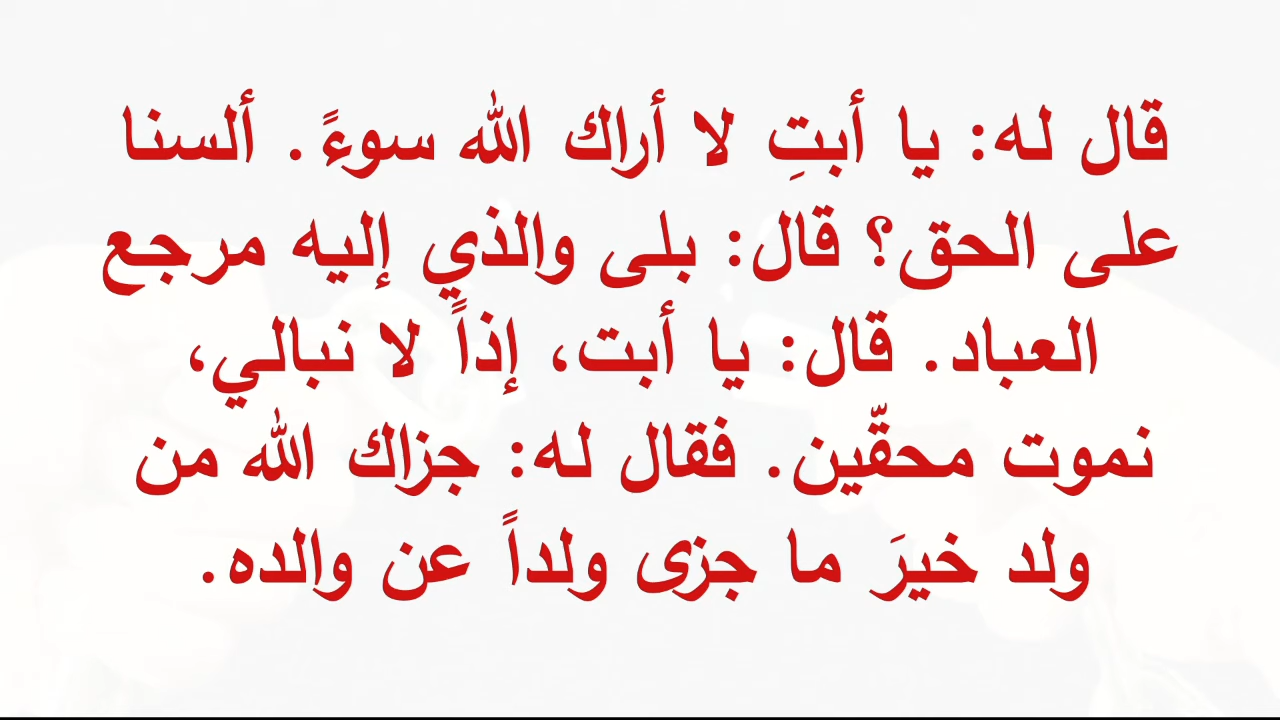 قال له: يا أبتِ لا أراك الله سوءً. ألسنا
على الحق؟ قال: بلى والذي إليه مرجع
العباد. قال: يا أبت، إذاً لا نبالي،
نموت محقّين. فقال له: جزاك الله من
ولد خيرَ ما جزى ولداً عن والده.